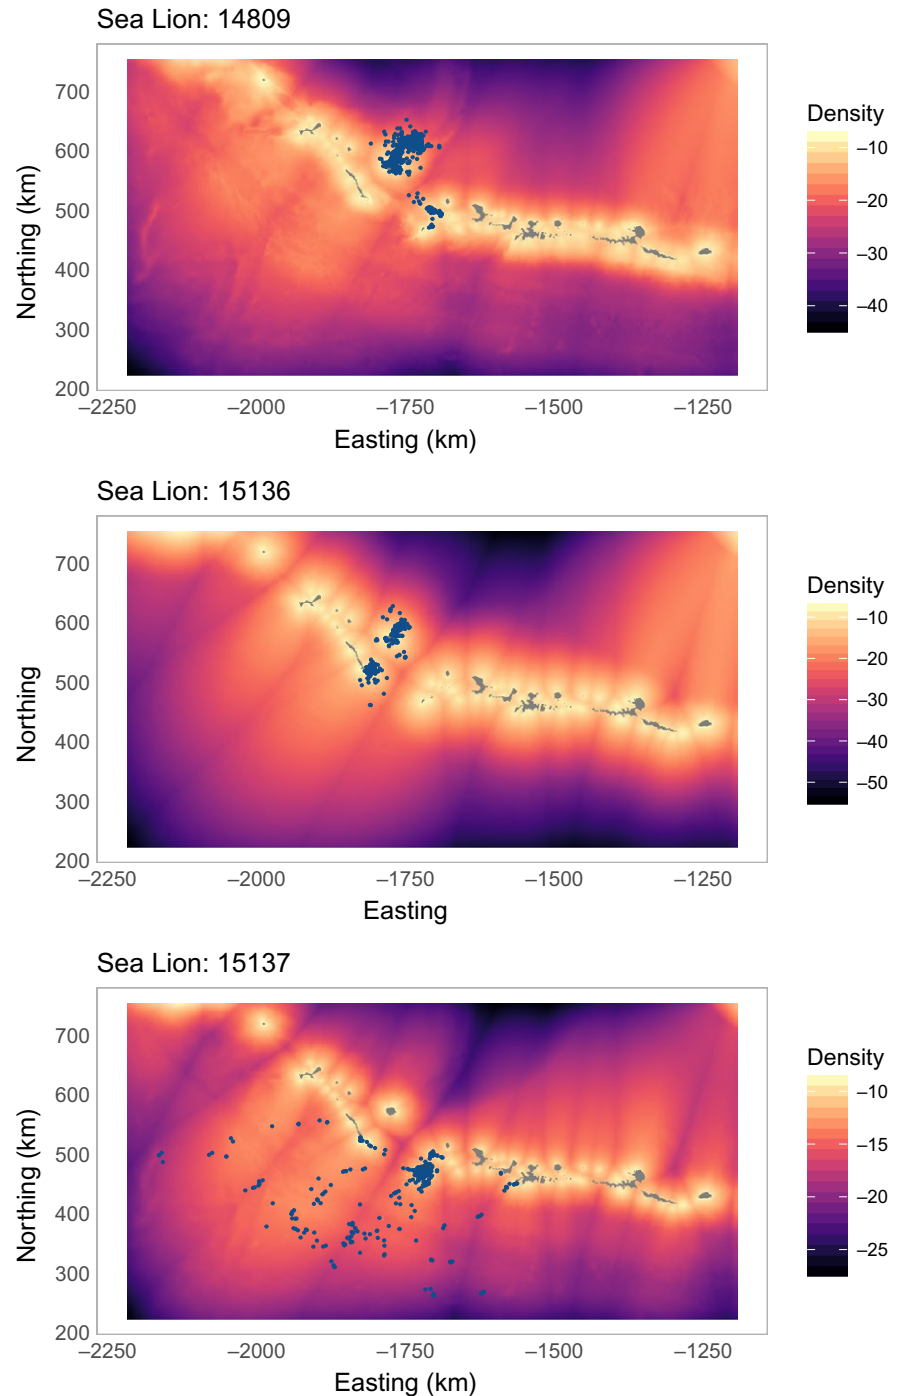 Sea Lion: 14809
Density
700
600
500
400
300
200
–10
–20
–30
–40
–2250 –2000 –1750 –1500 –1250
Northing (km)
Easting (km)
Sea Lion: 15136
Density
700
600
500
400
300
200
–10
–20
–30
–40
–50
–2250 –2000 –1750 –1500 –1250
Northing
Easting
Sea Lion: 15137
Density
700
600
500
400
300
200
–10
–15
–20
–25
–2250 –2000 –1750 –1500 –1250
Northing (km)
Easting (km)